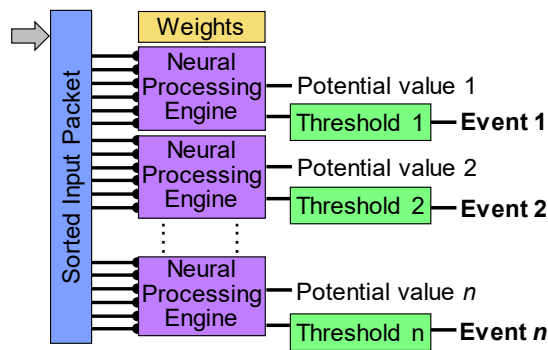 Sorted Input Packet
Weights
Neural
Processing
Engine
Potential value 1
Threshold 1
Event 1
Neural
Processing
Engine
Potential value 2
Threshold 2
Event 2
Neural
Processing
Engine
Potential value n
Threshold n
Event n